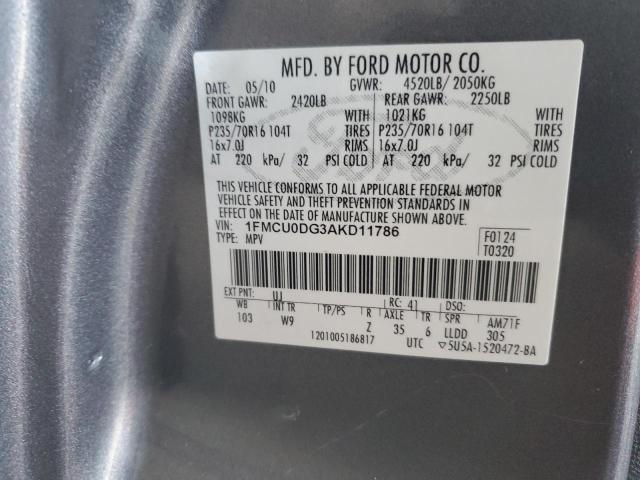 MFD. BY FORD MOTOR CO.
DATE: 05/10 GVWR: 4520LB/ 2050KG
FRONT GAWR: 2420LB REAR GAWR: 2250LB
1098KG WITH 1021KG WITH
P235/70R16 104T TIRES P235/70R16 104T TIRES
16x7.0J RIMS 16x7.0J RIMS
AT 220 kPa/ 32 PSI COLD AT 220 kPa/ 32 PSI COLD
THIS VEHICLE CONFORMS TO ALL APPLICABLE FEDERAL MOTOR
VEHICLE SAFETY AND THEFT PREVENTION STANDARDS IN
EFFECT ON THE DATE OF MANUFACTURE SHOWN ABOVE.
VIN: 1FMCU0DG3AKD11786 F0124
TYPE: MPV T0320
EXT PNT: UJ RC: 41 DSO:
WB INT TR TP/PS R AXLE TR SPR AM71F
103 W9 Z 35 6 LLDD 305
1201005186817 UTC 5U5A-1520472-BA
Ford